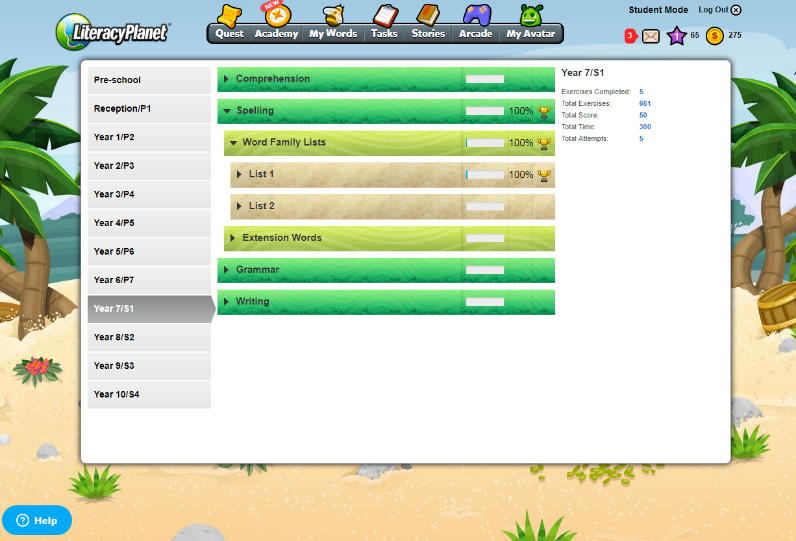 LiteracyPlanet
NEW
Quest
Academy
My Words
Tasks
Stories
Arcade
My Avatar
Student Mode
Log Out
3
1
65
$
275
Pre-school
Reception/P1
Year 1/P2
Year 2/P3
Year 3/P4
Year 4/P5
Year 5/P6
Year 6/P7
Year 7/S1
Year 8/S2
Year 9/S3
Year 10/S4
Comprehension
Spelling 100%
Word Family Lists 100%
List 1 100%
List 2
Extension Words
Grammar
Writing
Year 7/S1
Exercises Completed: 5
Total Exercises: 661
Total Score: 50
Total Time: 300
Total Attempts: 5
? Help